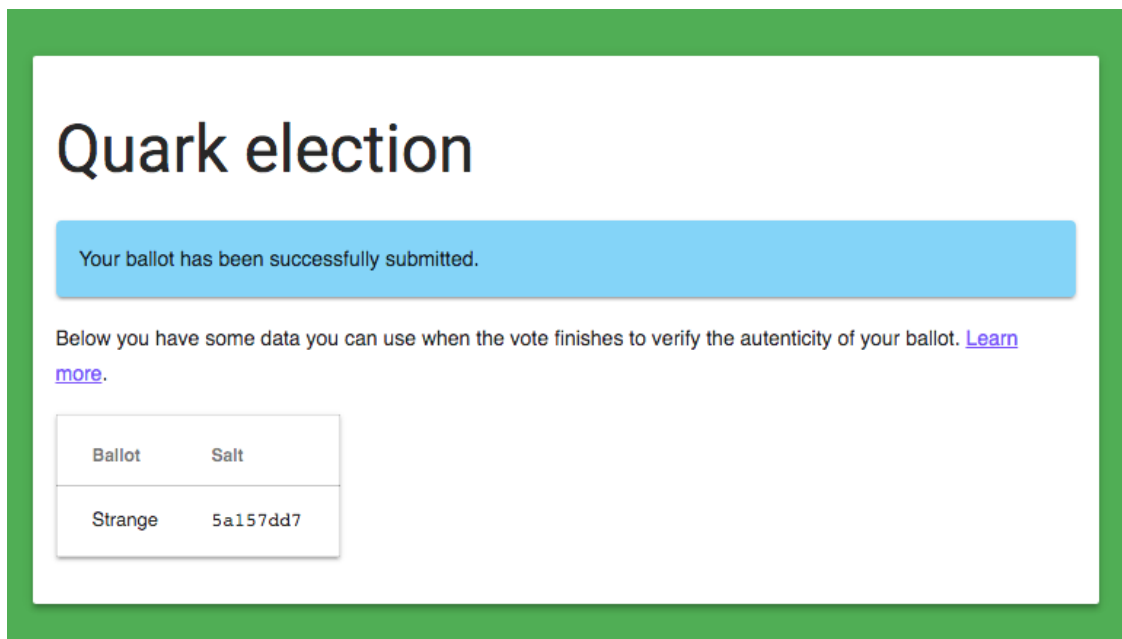 Quark election
Your ballot has been successfully submitted.
Below you have some data you can use when the vote finishes to verify the autenticity of your ballot. Learn
more.
Ballot Salt
Strange 5a157dd7